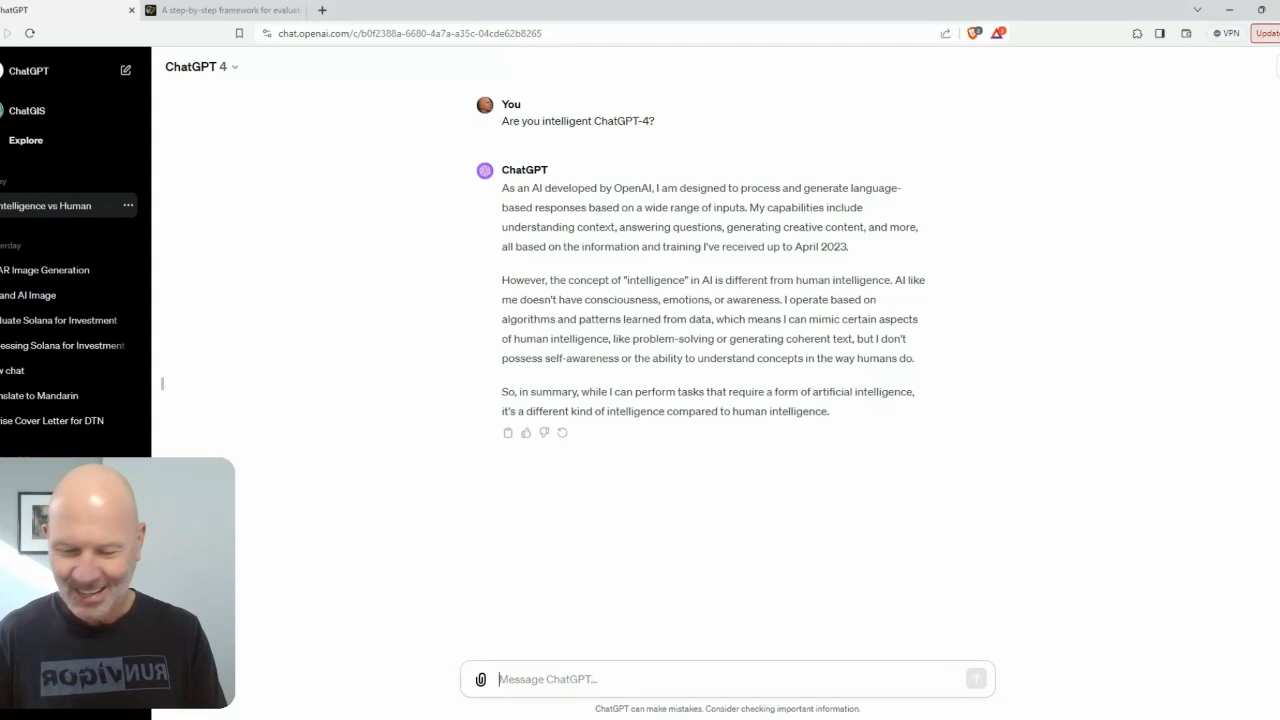 hatGPT
A step-by-step framework for evaluat
chat.openai.com/c/b0f2388a-6680-4a7a-a35c-04cde62b8265
VPN
Update
ChatGPT
ChatGPT 4
ChatGIS
Explore
ay
ntelligence vs Human
erday
AR Image Generation
and AI Image
luate Solana for Investment
essing Solana for Investment
w chat
nslate to Mandarin
ise Cover Letter for DTN
You
Are you intelligent ChatGPT-4?
ChatGPT
As an AI developed by OpenAI, I am designed to process and generate language-
based responses based on a wide range of inputs. My capabilities include
understanding context, answering questions, generating creative content, and more,
all based on the information and training I've received up to April 2023.
However, the concept of "intelligence" in AI is different from human intelligence. AI like
me doesn't have consciousness, emotions, or awareness. I operate based on
algorithms and patterns learned from data, which means I can mimic certain aspects
of human intelligence, like problem-solving or generating coherent text, but I don't
possess self-awareness or the ability to understand concepts in the way humans do.
So, in summary, while I can perform tasks that require a form of artificial intelligence,
it's a different kind of intelligence compared to human intelligence.
RUNVIGOR
Message ChatGPT...
ChatGPT can make mistakes. Consider checking important information.